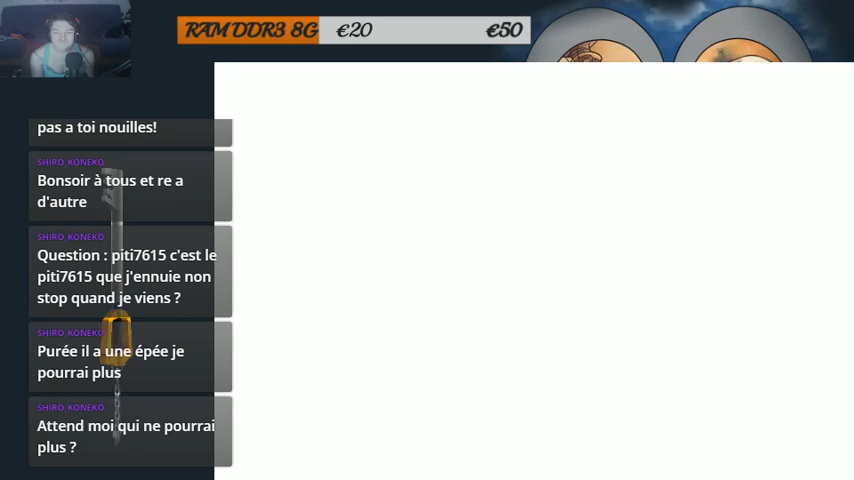 RAM DDR3 8G €20 €50
pas a toi nouilles!
SHIRO_KONEKO
Bonsoir à tous et re a
d'autre
SHIRO_KONEKO
Question : piti7615 c'est le
piti7615 que j'ennuie non
stop quand je viens ?
SHIRO_KONEKO
Purée il a une épée je
pourrai plus
SHIRO_KONEKO
Attend moi qui ne pourrai
plus ?